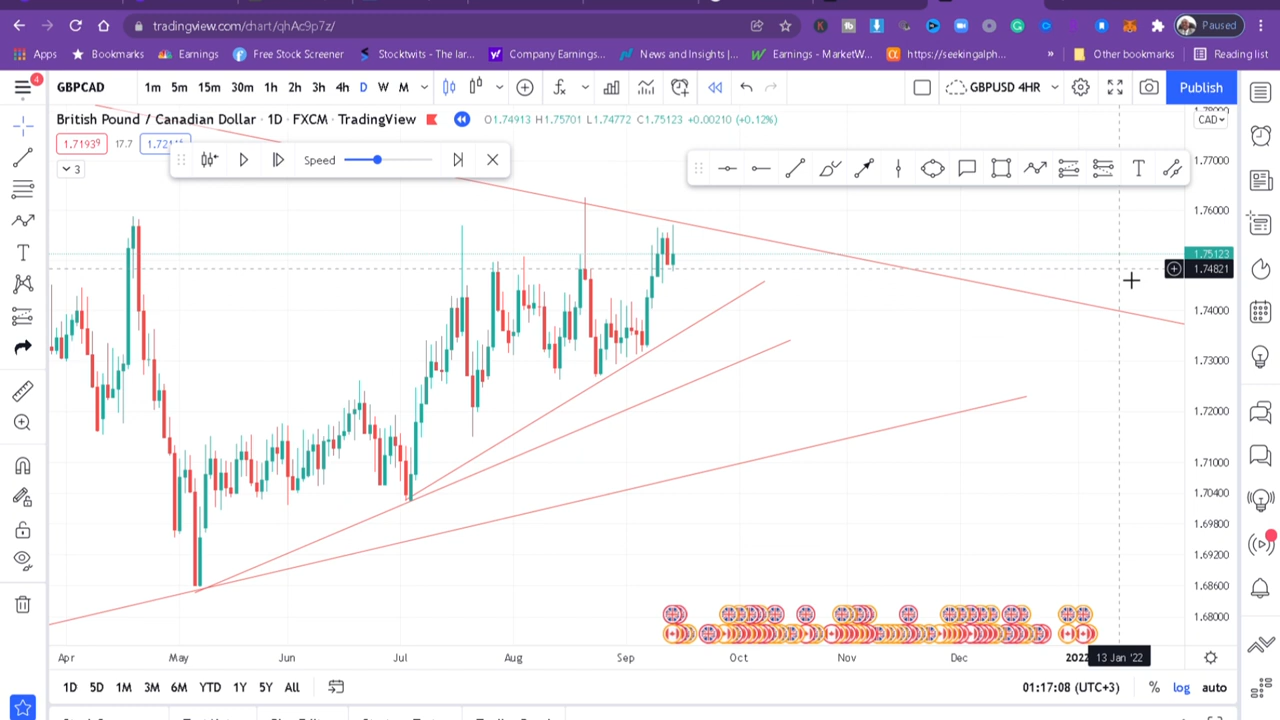 tradingview.com/chart/qhAc9p7z/
Paused
Apps Bookmarks Earnings Free Stock Screener Stocktwits - The lar... Company Earnings... News and Insights |... Earnings - MarketW... https://seekingalph... » Other bookmarks Reading list
4 GBPCAD 1m 5m 15m 30m 1h 2h 3h 4h D W M GBPUSD 4HR Publish
British Pound / Canadian Dollar · 1D · FXCM · TradingView O1.74913 H1.75701 L1.74772 C1.75123 +0.00210 (+0.12%) CAD
1.71939 17.7
Speed
3
1.77000
1.76000
1.75123
1.74821
1.74000
1.73000
1.72000
1.71000
1.70400
1.69800
1.69200
1.68600
1.68000
Apr May Jun Jul Aug Sep Oct Nov Dec 2022 13 Jan '22
1D 5D 1M 3M 6M YTD 1Y 5Y All 01:17:08 (UTC+3) % log auto